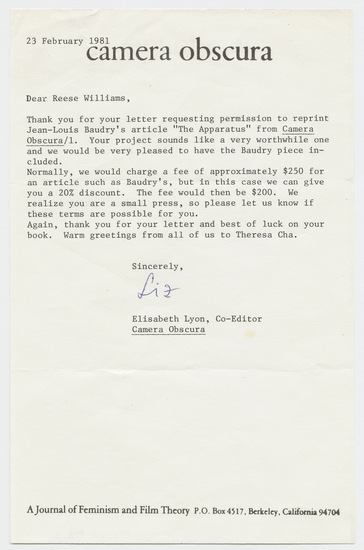 23 February 1981
camera obscura
Dear Reese Williams,
Thank you for your letter requesting permission to reprint
Jean-Louis Baudry's article "The Apparatus" from Camera
Obscura/1. Your project sounds like a very worthwhile one
and we would be very pleased to have the Baudry piece in-
cluded.
Normally, we would charge a fee of approximately $250 for
an article such as Baudry's, but in this case we can give
you a 20% discount. The fee would then be $200. We
realize you are a small press, so please let us know if
these terms are possible for you.
Again, thank you for your letter and best of luck on your
book. Warm greetings from all of us to Theresa Cha.
Sincerely,
Liz
Elisabeth Lyon, Co-Editor
Camera Obscura
A Journal of Feminism and Film Theory P.O. Box 4517, Berkeley, California 94704